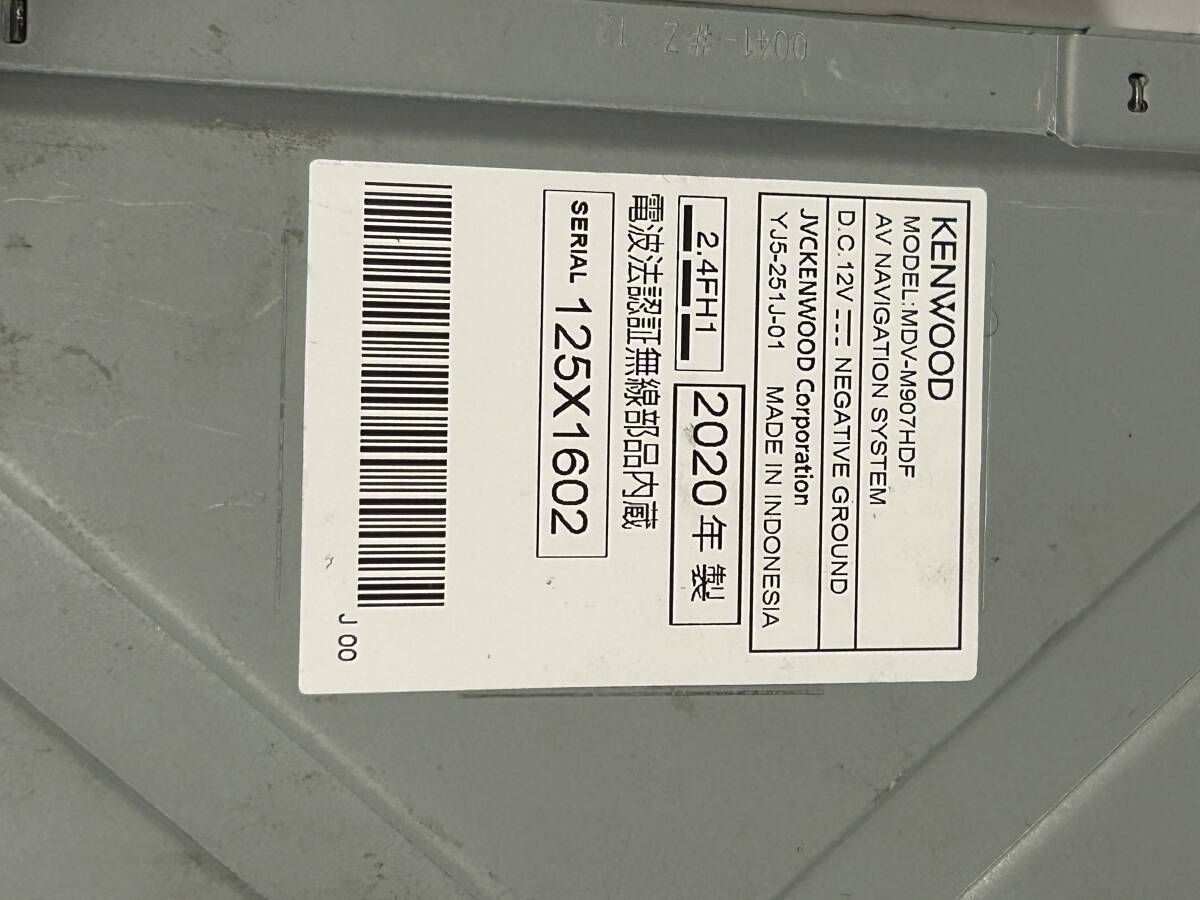 KENWOOD
MODEL:MDV-M907HDF
AV NAVIGATION SYSTEM
D.C.12V NEGATIVE GROUND
JVCKENWOOD Corporation
YJ5-251J-01 MADE IN INDONESIA
2.4FH1
2020年 製
電波法認証無線部品内蔵
SERIAL 125X1602
J 00
0041-#Z 12